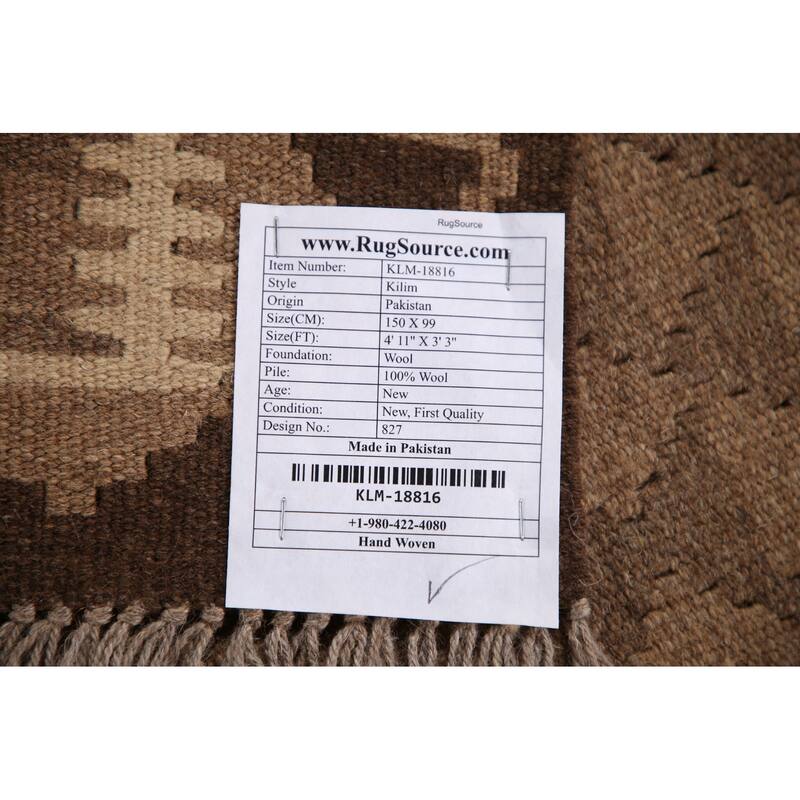 RugSource
www.RugSource.com
Item Number: KLM-18816
Style Kilim
Origin Pakistan
Size(CM): 150 X 99
Size(FT): 4' 11" X 3' 3"
Foundation: Wool
Pile: 100% Wool
Age: New
Condition: New, First Quality
Design No.: 827
Made in Pakistan
KLM-18816
+1-980-422-4080
Hand Woven